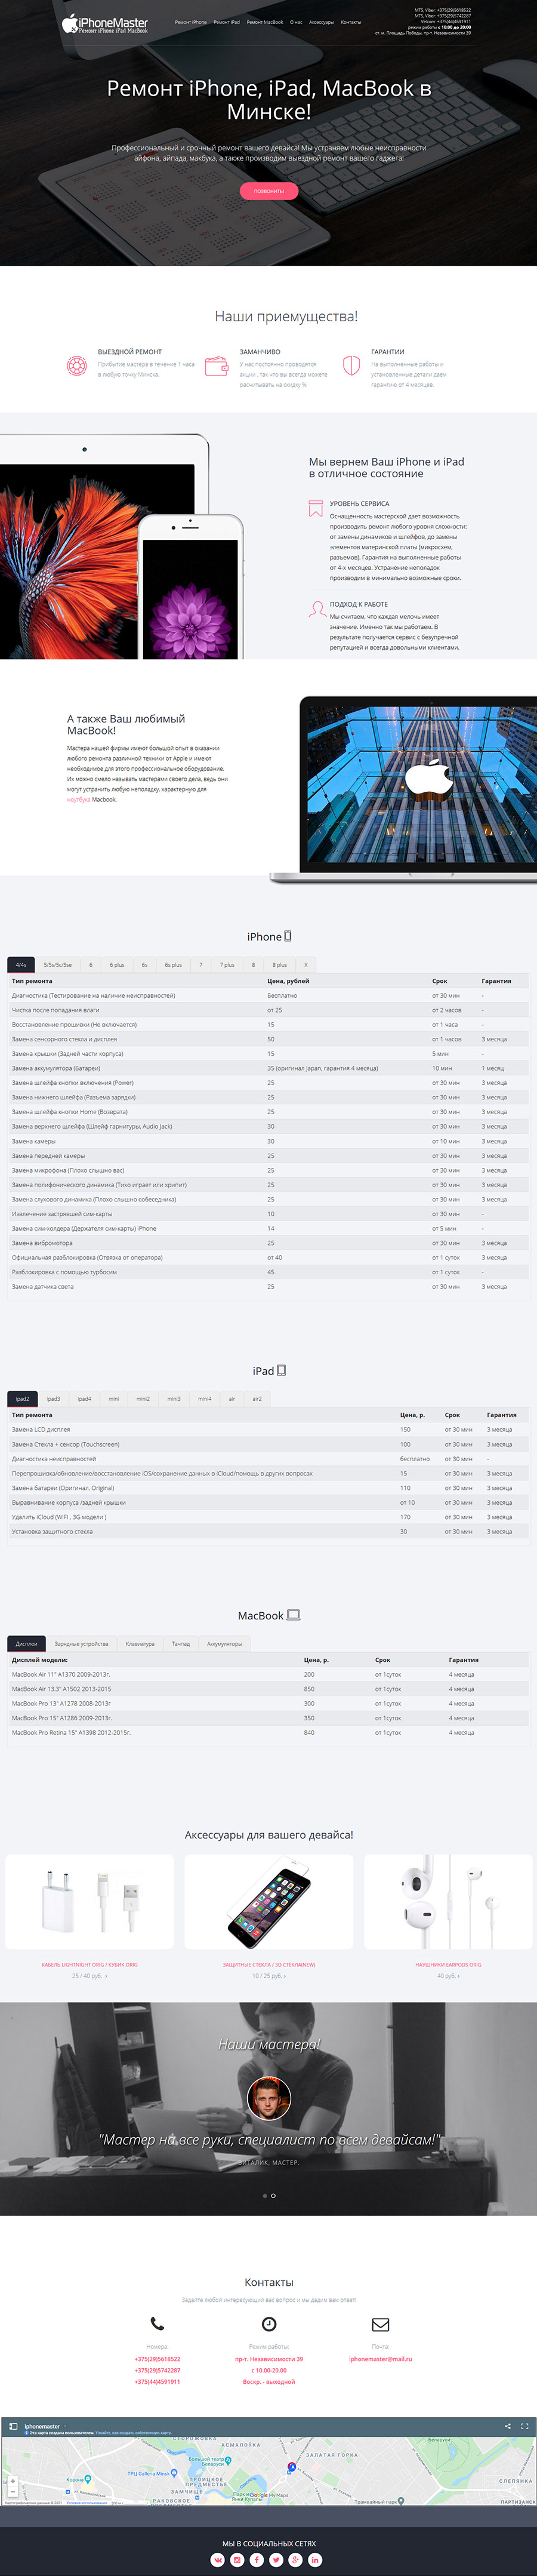 iPhoneMaster
Ремонт iPhone iPad Macbook
Ремонт iPhone Ремонт iPad Ремонт MacBook О нас Аксессуары Контакты
МТS, Viber: +375(29)5618522
МТS, Viber: +375(29)5742287
Velcom: +375(44)4591911
режим работы с 10:00 до 20:00
ст. м. Площадь Победы, пр-т. Независимости 39
Ремонт iPhone, iPad, MacBook в
Минске!
Профессиональный и срочный ремонт вашего девайса! Мы устраняем любые неисправности
айфона, айпада, макбука, а также производим выездной ремонт вашего гаджета!
ПОЗВОНИТЬ!
Наши приемущества!
ВЫЕЗДНОЙ РЕМОНТ
Прибытие мастера в течение 1 часа
в любую точку Минска.
ЗАМАНЧИВО
У нас постоянно проводятся
акции , так что вы всегда можете
расчитывать на скидку %
ГАРАНТИИ
На выполненные работы и
установленные детали даем
гарантию от 4 месяцев.
Мы вернем Ваш iPhone и iPad
в отличное состояние
УРОВЕНЬ СЕРВИСА
Оснащенность мастерской дает возможность
производить ремонт любого уровня сложности:
от замены динамиков и шлейфов, до замены
элементов материнской платы (микросхем,
разъемов). Гарантия на выполненные работы
от 4-х месяцев. Устранение неполадок
производим в минимально возможные сроки.
ПОДХОД К РАБОТЕ
Мы считаем, что каждая мелочь имеет
значение. Именно так мы работаем. В
результате получается сервис с безупречной
репутацией и всегда довольными клиентами.
А также Ваш любимый
MacBook!
Мастера нашей фирмы имеют большой опыт в оказании
любого ремонта различной техники от Apple и имеют
необходимое для этого профессиональное оборудование.
Их можно смело называть мастерами своего дела, ведь они
могут устранить любую неполадку, характерную для
ноутбука Macbook.
iPhone
4/4s 5/5s/5c/5se 6 6 plus 6s 6s plus 7 7 plus 8 8 plus X
Тип ремонта Цена, рублей Срок Гарантия
Диагностика (Тестирование на наличие неисправностей) Бесплатно от 30 мин -
Чистка после попадания влаги от 25 от 2 часов -
Восстановление прошивки (Не включается) 15 от 1 часа -
Замена сенсорного стекла и дисплея 50 от 1 часов 3 месяца
Замена крышки (Задней части корпуса) 15 5 мин -
Замена аккумулятора (Батареи) 35 (оригинал Japan, гарантия 4 месяца) 10 мин 1 месяц
Замена шлейфа кнопки включения (Power) 25 от 30 мин 3 месяца
Замена нижнего шлейфа (Разъема зарядки) 25 от 30 мин 3 месяца
Замена шлейфа кнопки Home (Возврата) 25 от 30 мин 3 месяца
Замена верхнего шлейфа (Шлейф гарнитуры, Audio Jack) 30 от 30 мин 3 месяца
Замена камеры 30 от 10 мин 3 месяца
Замена передней камеры 25 от 30 мин 3 месяца
Замена микрофона (Плохо слышно вас) 25 от 30 мин 3 месяца
Замена полифонического динамика (Тихо играет или хрипит) 25 от 30 мин 3 месяца
Замена слухового динамика (Плохо слышно собеседника) 25 от 30 мин 3 месяца
Извлечение застрявшей сим-карты 10 от 30 мин -
Замена сим-холдера (Держателя сим-карты) iPhone 14 от 5 мин -
Замена вибромотора 25 от 30 мин 3 месяца
Официальная разблокировка (Отвязка от оператора) от 40 от 1 суток 3 месяца
Разблокировка с помощью турбосим 45 от 1 суток -
Замена датчика света 25 от 30 мин 3 месяца
iPad
ipad2 ipad3 ipad4 mini mini2 mini3 mini4 air air2
Тип ремонта Цена, р. Срок Гарантия
Замена LCD дисплея 150 от 30 мин 3 месяца
Замена Стекла + сенсор (Touchscreen) 100 от 30 мин 3 месяца
Диагностика неисправностей бесплатно от 30 мин -
Перепрошивка/обновление/восстановление iOS/сохранение данных в iCloud/помощь в других вопросах 15 от 30 мин 3 месяца
Замена батареи (Оригинал, Original) 110 от 30 мин 3 месяца
Выравнивание корпуса /задней крышки от 10 от 30 мин 3 месяца
Удалить iCloud (WiFi , 3G модели ) 170 от 30 мин 3 месяца
Установка защитного стекла 30 от 30 мин 3 месяца
MacBook
Дисплеи Зарядные устройства Клавиатура Тачпад Аккумуляторы
Дисплей модели: Цена, р. Срок Гарантия
MacBook Air 11" A1370 2009-2013г. 200 от 1суток 4 месяца
MacBook Air 13.3" A1502 2013-2015 850 от 1суток 4 месяца
MacBook Pro 13" A1278 2008-2013г 300 от 1суток 4 месяца
MacBook Pro 15" A1286 2009-2013г. 350 от 1суток 4 месяца
MacBook Pro Retina 15" A1398 2012-2015г. 840 от 1суток 4 месяца
Аксессуары для вашего девайса!
КАБЕЛЬ LIGHTNIGHT ORIG / КУБИК ORIG
25 / 40 руб. >
ЗАЩИТНЫЕ СТЕКЛА / 3D СТЕКЛА(NEW)
10 / 25 руб. >
НАУШНИКИ EARPODS ORIG
40 руб. >
Наши мастера!
"Мастер на все руки, специалист по всем девайсам!"
ВИТАЛИК, МАСТЕР.
Контакты
Задайте любой интересующий вас вопрос и мы дадим вам ответ!
Номера:
+375(29)5618522
+375(29)5742287
+375(44)4591911
Режим работы:
пр-т. Независимости 39
с 10.00-20.00
Воскр. - выходной
Почта:
iphonemaster@mail.ru
iphonemaster
Эта карта создана пользователем. Узнайте, как создать собственную карту.
СТОРОЖОВКА
АСМАЛОУКА
ЗАЛАТАЯ ГОРКА
Беларуси
СЛЕПЯНКА
Большой театр
Беларуси
Корона
ТРЦ Galleria Minsk
ТРОИЦКОЕ
ПРЕДМЕСТЬЕ
ЗАМЧИЩЕ
РАКОВСКОЕ
Парк им.
Янки Купалы
Google My Maps
Трамвайный парк
ПАРТИЗАНСК
МЫ В СОЦИАЛЬНЫХ СЕТЯХ